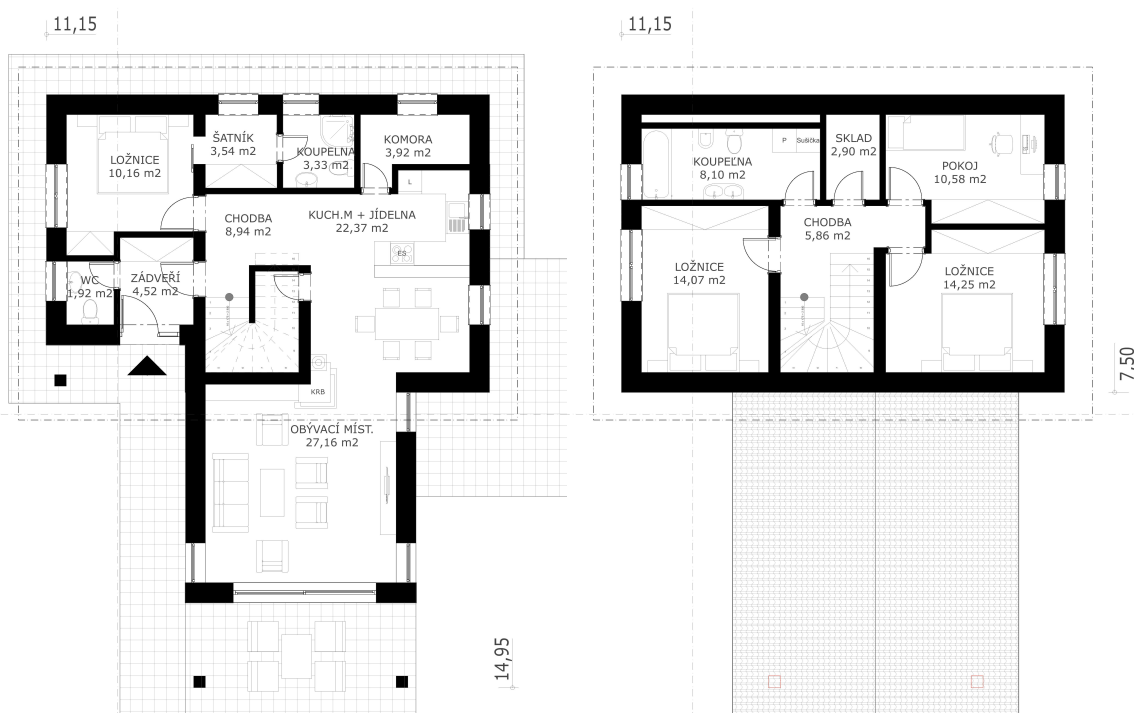 11,15
ŠATNÍK
3,54 m2
KOUPELNA
3,33 m2
KOMORA
3,92 m2
LOŽNICE
10,16 m2
L
CHODBA
8,94 m2
KUCH.M + JÍDELNA
22,37 m2
ES
WC
1,92 m2
ZÁDVEŘÍ
4,52 m2
KRB
OBÝVACÍ MÍST.
27,16 m2
14,95
11,15
P
Sušička
SKLAD
2,90 m2
KOUPEĽNA
8,10 m2
POKOJ
10,58 m2
CHODBA
5,86 m2
LOŽNICE
14,07 m2
LOŽNICE
14,25 m2
7,50